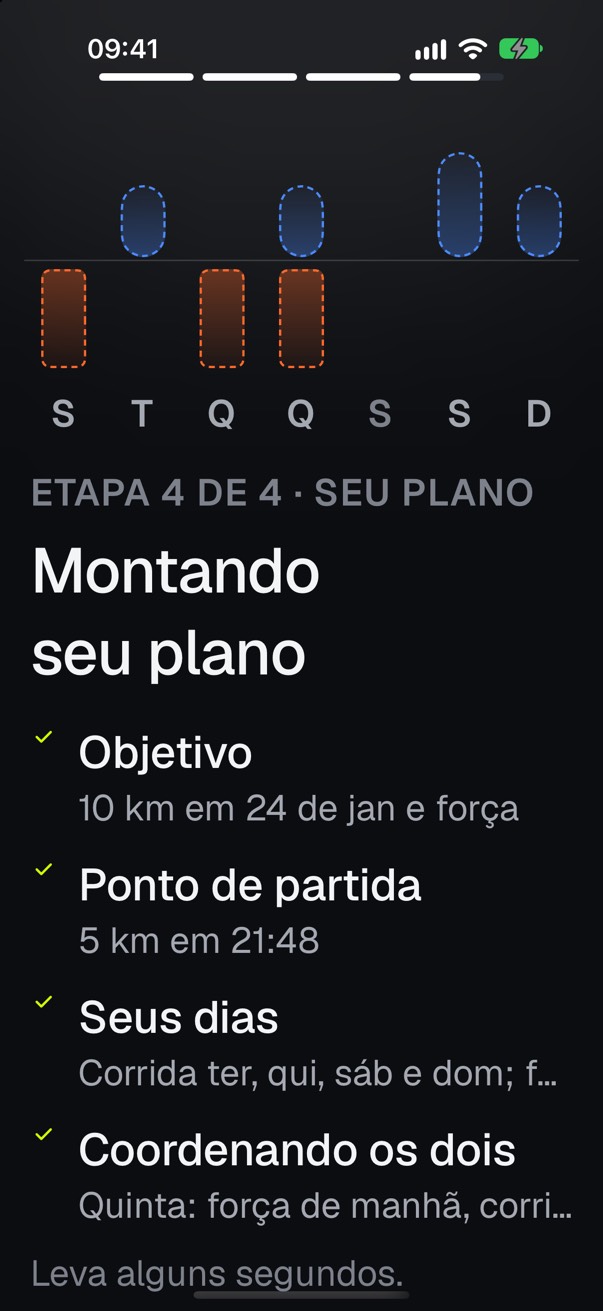 09:41
S T Q Q S S D
ETAPA 4 DE 4 · SEU PLANO
Montando
seu plano
Objetivo
10 km em 24 de jan e força
Ponto de partida
5 km em 21:48
Seus dias
Corrida ter, qui, sáb e dom; f...
Coordenando os dois
Quinta: força de manhã, corri...
Leva alguns segundos.